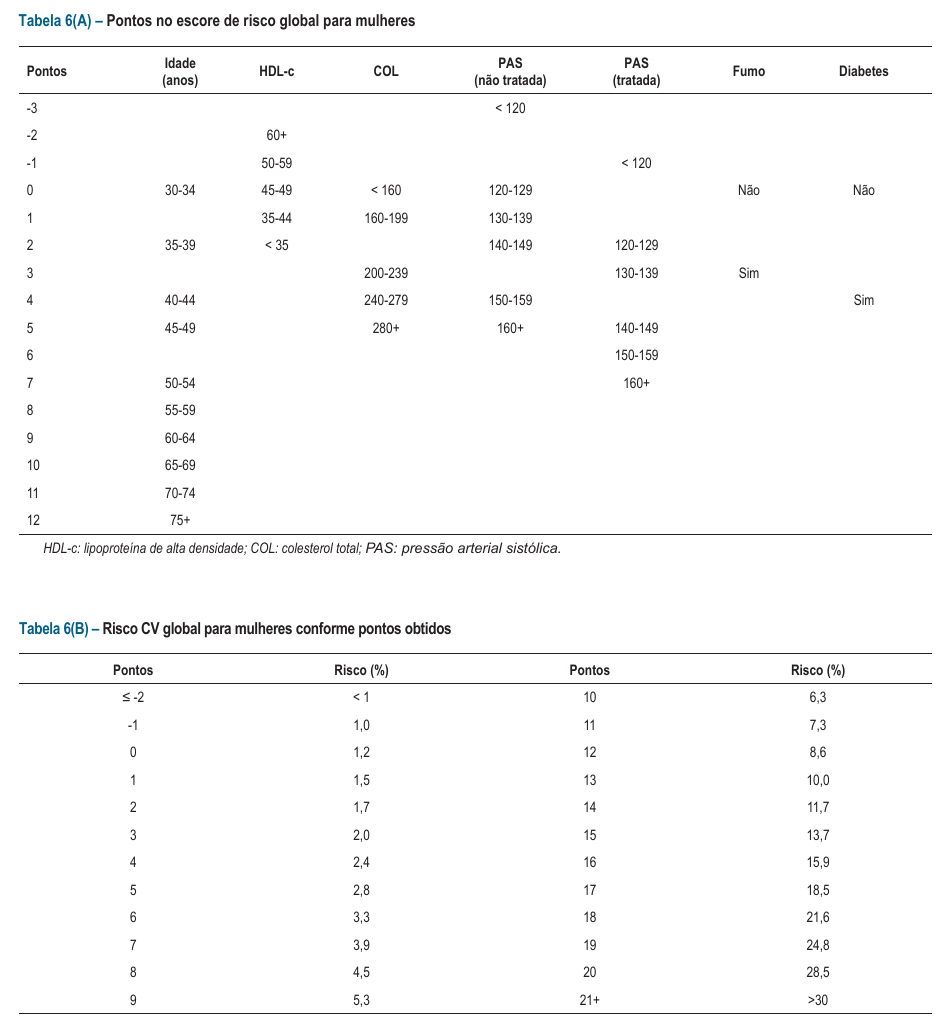 Tabela 6(A) – Pontos no escore de risco global para mulheres
Pontos Idade (anos) HDL-c COL PAS (não tratada) PAS (tratada) Fumo Diabetes
-3 < 120
-2 60+
-1 50-59 < 120
0 30-34 45-49 < 160 120-129 Não Não
1 35-44 160-199 130-139
2 35-39 < 35 140-149 120-129
3 200-239 130-139 Sim
4 40-44 240-279 150-159 Sim
5 45-49 280+ 160+ 140-149
6 150-159
7 50-54 160+
8 55-59
9 60-64
10 65-69
11 70-74
12 75+
HDL-c: lipoproteína de alta densidade; COL: colesterol total; PAS: pressão arterial sistólica.
Tabela 6(B) – Risco CV global para mulheres conforme pontos obtidos
Pontos Risco (%) Pontos Risco (%)
≤ -2 < 1 10 6,3
-1 1,0 11 7,3
0 1,2 12 8,6
1 1,5 13 10,0
2 1,7 14 11,7
3 2,0 15 13,7
4 2,4 16 15,9
5 2,8 17 18,5
6 3,3 18 21,6
7 3,9 19 24,8
8 4,5 20 28,5
9 5,3 21+ >30